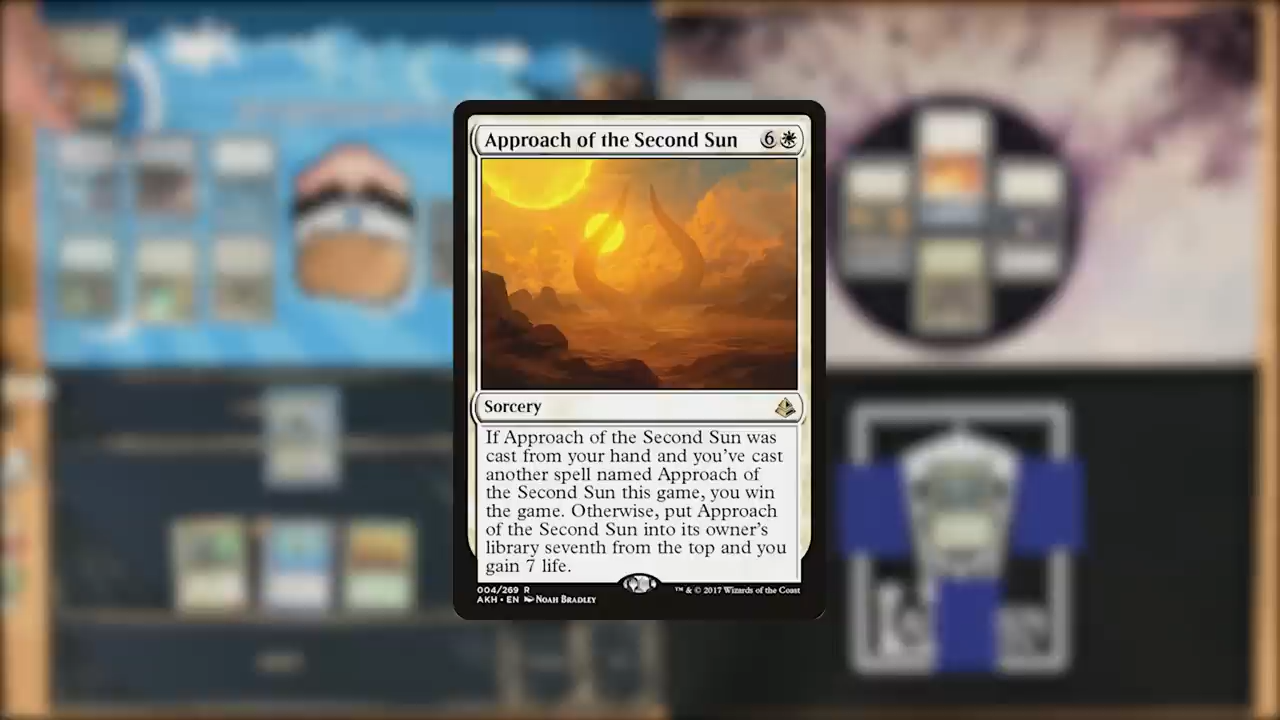 Approach of the Second Sun 6
Sorcery
If Approach of the Second Sun was
cast from your hand and you've cast
another spell named Approach of
the Second Sun this game, you win
the game. Otherwise, put Approach
of the Second Sun into its owner's
library seventh from the top and you
gain 7 life.
004/269 R
AKH • EN Noah Bradley
™ & © 2017 Wizards of the Coast